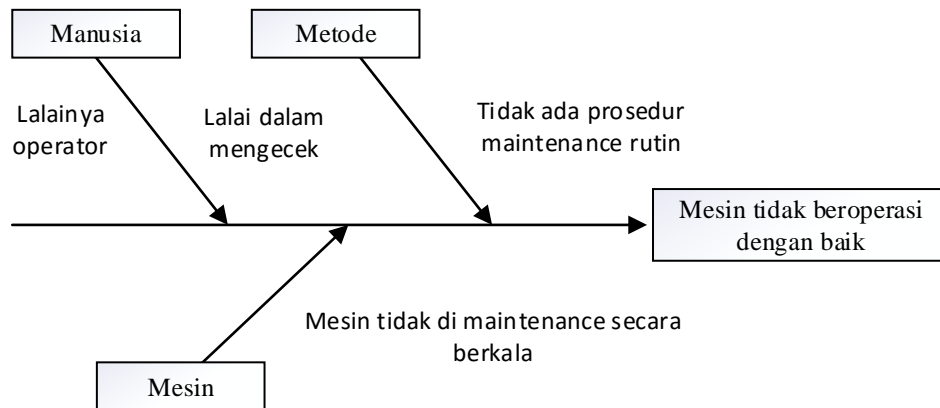 Manusia
Metode
Lalainya
operator
Lalai dalam
mengecek
Tidak ada prosedur
maintenance rutin
Mesin tidak beroperasi
dengan baik
Mesin tidak di maintenance secara
berkala
Mesin